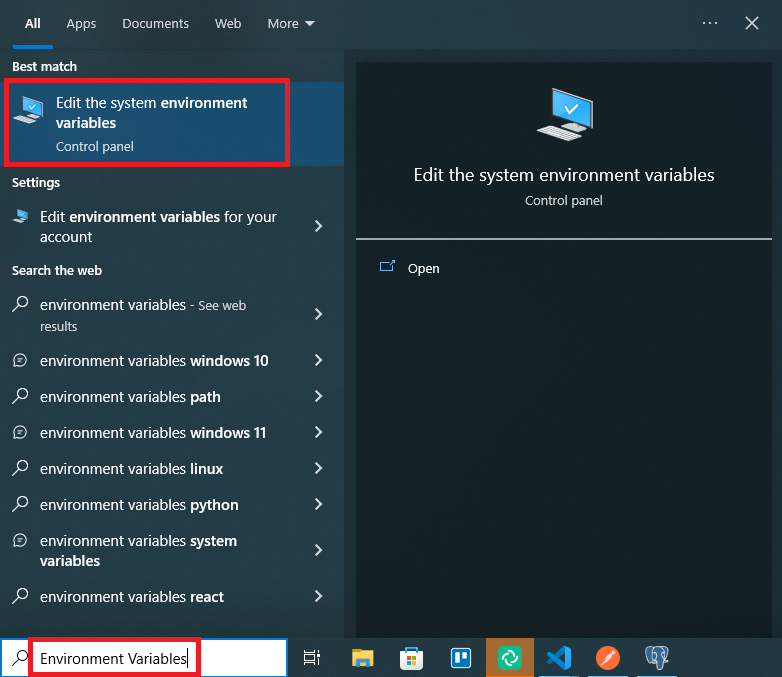 All Apps Documents Web More
Best match
Edit the system environment
variables
Control panel
Settings
Edit environment variables for your
account
Search the web
environment variables - See web
results
environment variables windows 10
environment variables path
environment variables windows 11
environment variables linux
environment variables python
environment variables system
variables
environment variables react
Edit the system environment variables
Control panel
Open
Environment Variables